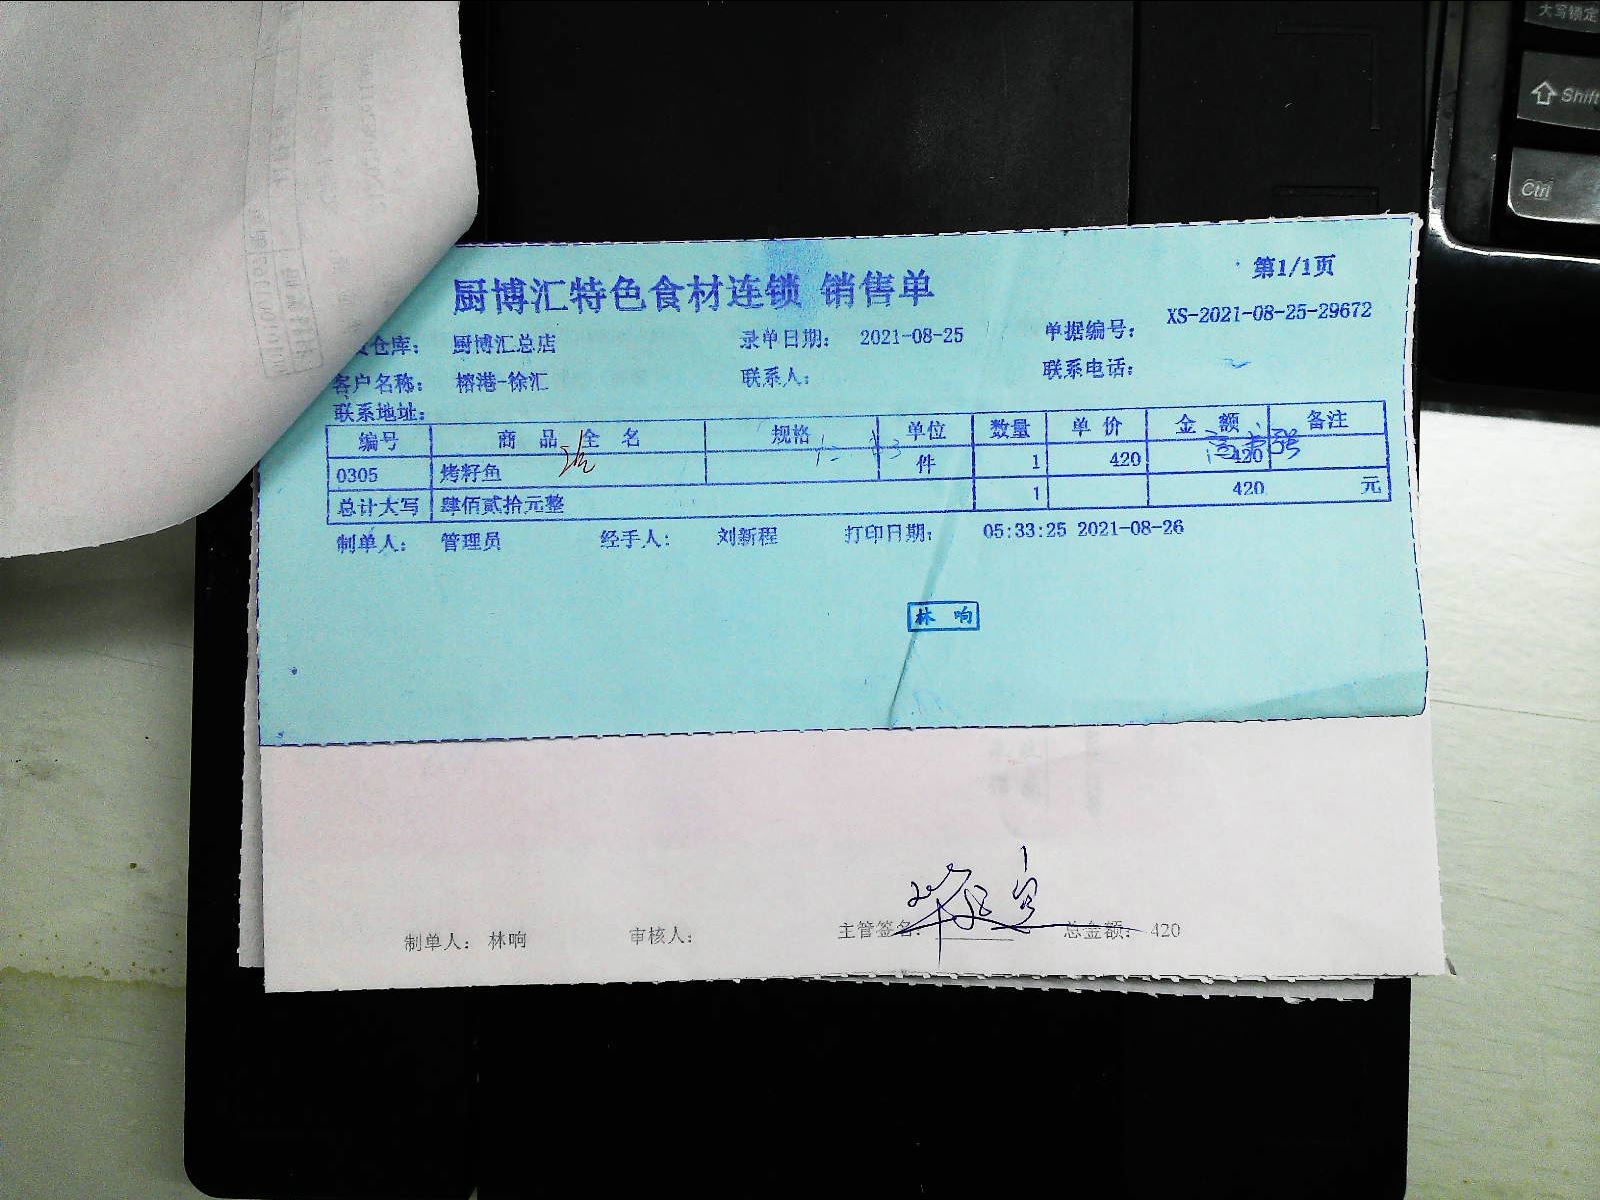 大写锁定
Shift
Ctrl
第1/1页
厨博汇特色食材连锁 销售单
仓库： 厨博汇总店 录单日期： 2021-08-25 单据编号： XS-2021-08-25-29672
客户名称： 榕港-徐汇 联系人： 联系电话：
联系地址：
编号 商 品 全 名 规格 单位 数量 单 价 金 额 备注
0305 烤籽鱼 件 1 420 420
总计大写 肆佰贰拾元整 1 420 元
制单人： 管理员 经手人： 刘新程 打印日期： 05:33:25 2021-08-26
林 响
制单人： 林响 审核人： 主管签名： 总金额： 420